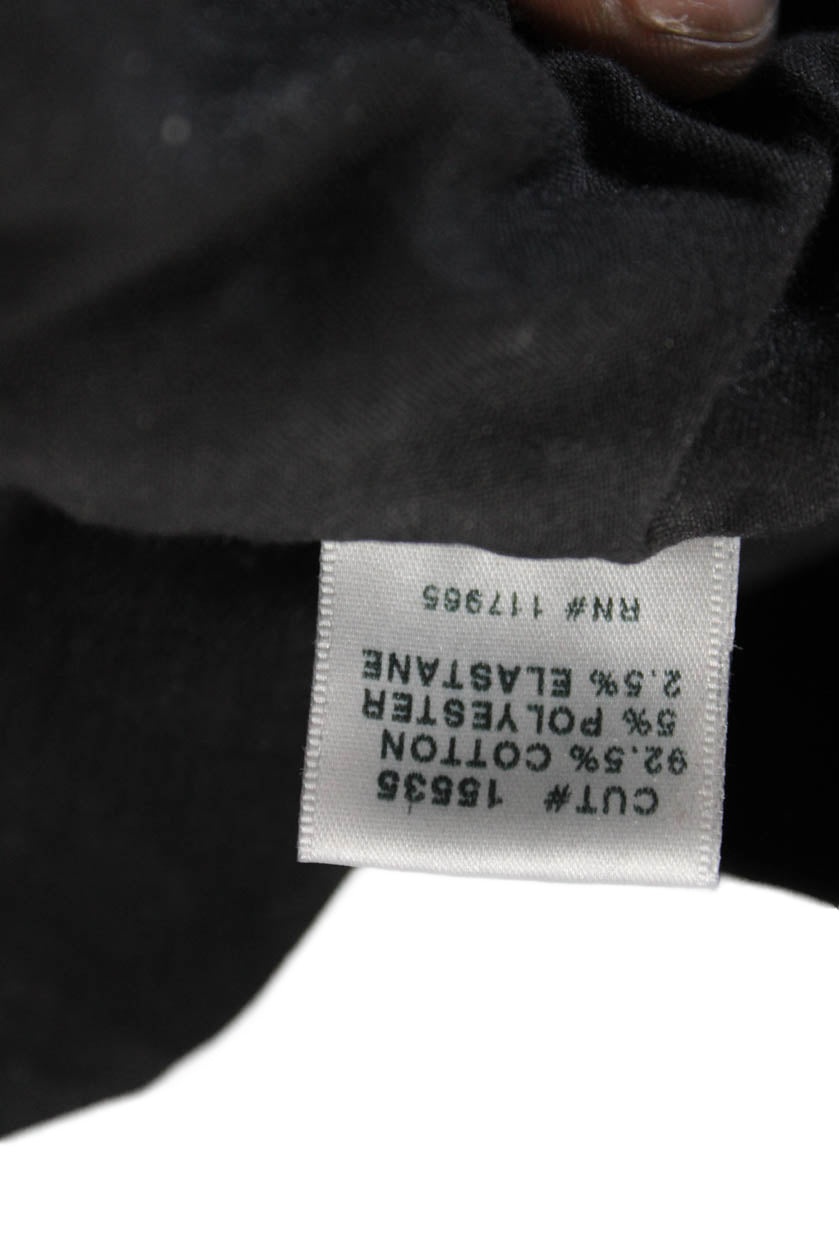 CUT# 15535
92.5% COTTON
5% POLYESTER
2.5% ELASTANE
RN# 117965